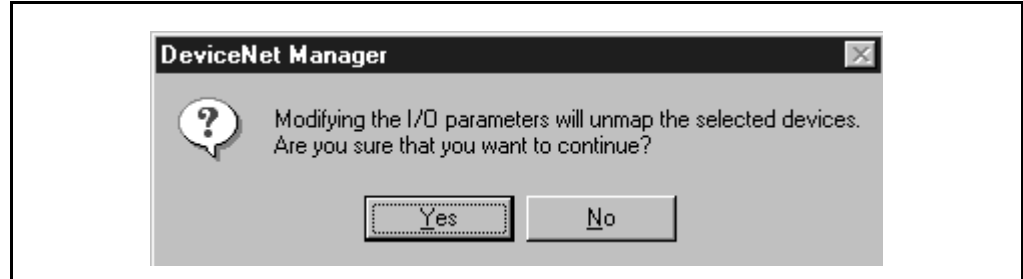 DeviceNet Manager
Modifying the I/O parameters will unmap the selected devices.
Are you sure that you want to continue?
Yes
No